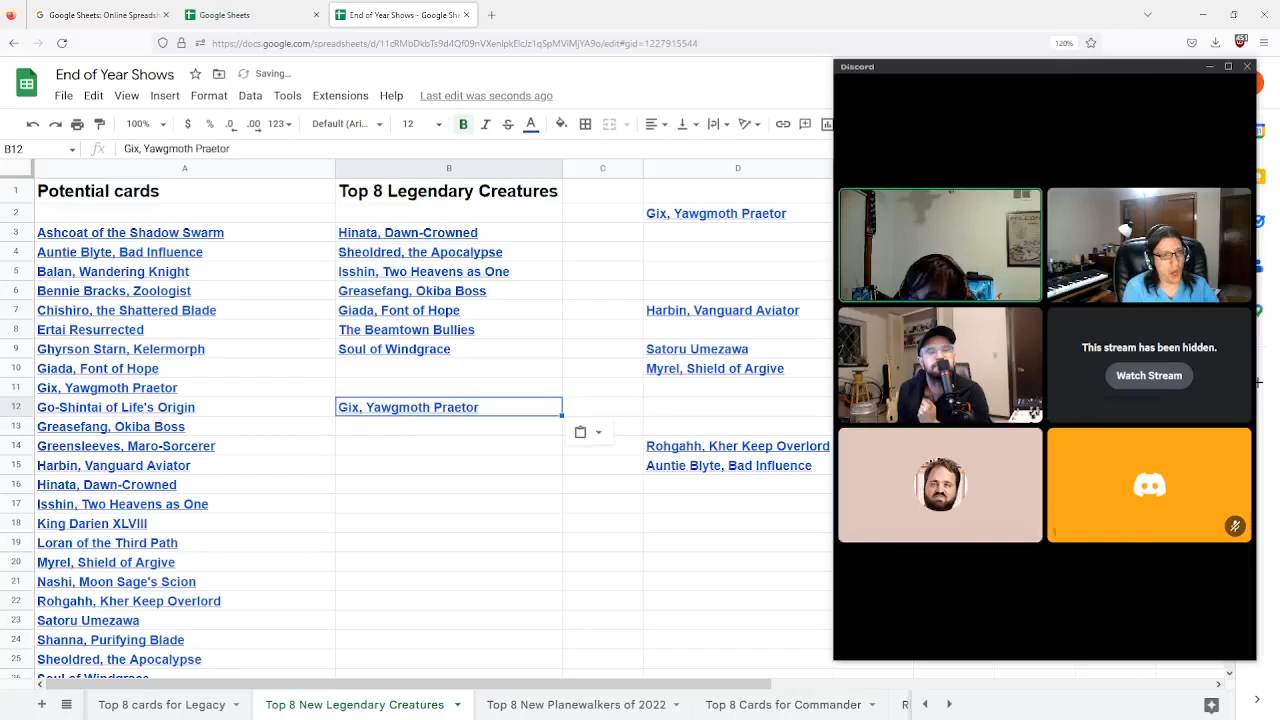 Google Sheets: Online Spreadsh
Google Sheets
End of Year Shows - Google She
https://docs.google.com/spreadsheets/d/11cRMbDkbTs9d4Qf09nVXenIpkElcJz1qSpMViMjYA9o/edit#gid=1227915544
120%
End of Year Shows
Saving...
File Edit View Insert Format Data Tools Extensions Help Last edit was seconds ago
100% $ % .0 .00 123 Default (Ari... 12 B I S A
B12 fx Gix, Yawgmoth Praetor
A B C D
1 Potential cards Top 8 Legendary Creatures
2 Gix, Yawgmoth Praetor
3 Ashcoat of the Shadow Swarm Hinata, Dawn-Crowned
4 Auntie Blyte, Bad Influence Sheoldred, the Apocalypse
5 Balan, Wandering Knight Isshin, Two Heavens as One
6 Bennie Bracks, Zoologist Greasefang, Okiba Boss
7 Chishiro, the Shattered Blade Giada, Font of Hope Harbin, Vanguard Aviator
8 Ertai Resurrected The Beamtown Bullies
9 Ghyrson Starn, Kelermorph Soul of Windgrace Satoru Umezawa
10 Giada, Font of Hope Myrel, Shield of Argive
11 Gix, Yawgmoth Praetor
12 Go-Shintai of Life's Origin Gix, Yawgmoth Praetor
13 Greasefang, Okiba Boss
14 Greensleeves, Maro-Sorcerer Rohgahh, Kher Keep Overlord
15 Harbin, Vanguard Aviator Auntie Blyte, Bad Influence
16 Hinata, Dawn-Crowned
17 Isshin, Two Heavens as One
18 King Darien XLVIII
19 Loran of the Third Path
20 Myrel, Shield of Argive
21 Nashi, Moon Sage's Scion
22 Rohgahh, Kher Keep Overlord
23 Satoru Umezawa
24 Shanna, Purifying Blade
25 Sheoldred, the Apocalypse
Soul of Windgrace
Discord
This stream has been hidden.
Watch Stream
Top 8 cards for Legacy Top 8 New Legendary Creatures Top 8 New Planewalkers of 2022 Top 8 Cards for Commander